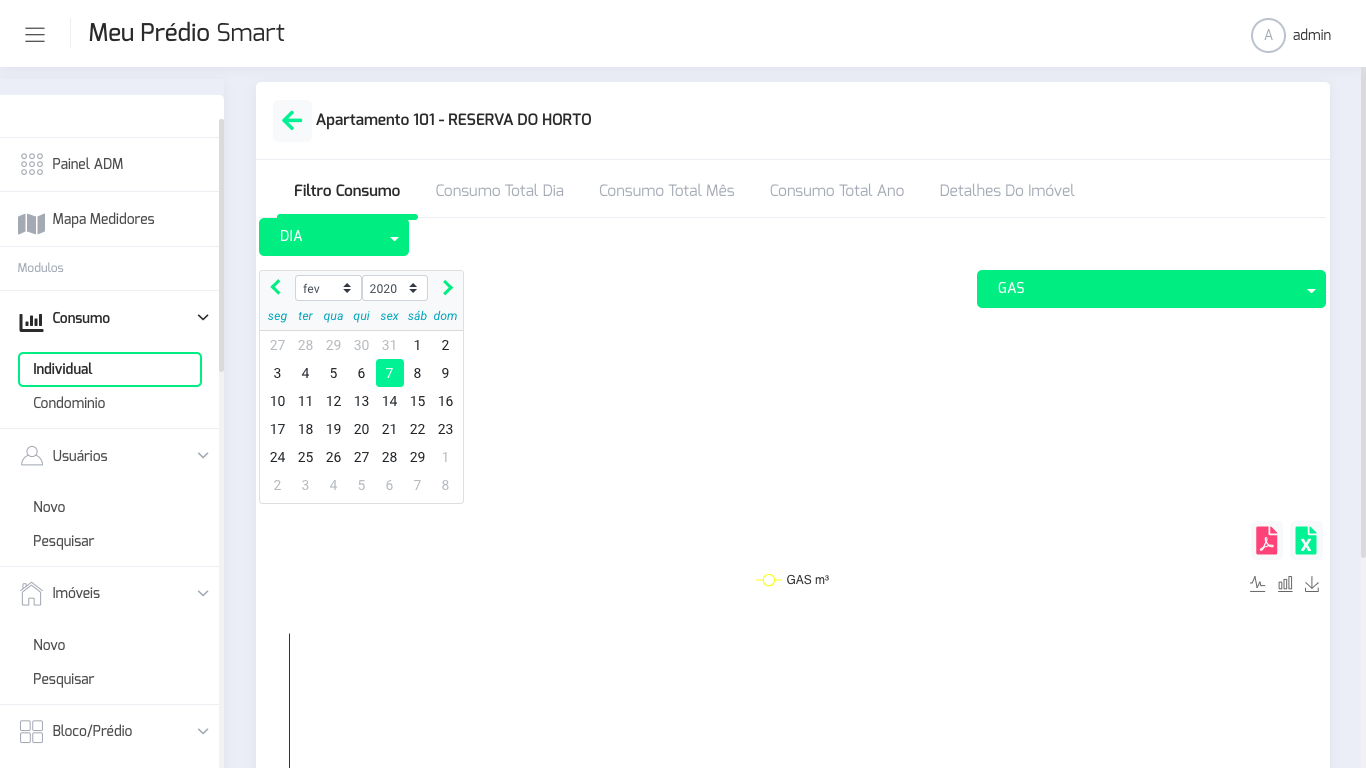 Meu Prédio Smart
A admin
Painel ADM
Mapa Medidores
Modulos
Consumo
Individual
Condominio
Usuários
Novo
Pesquisar
Imóveis
Novo
Pesquisar
Bloco/Prédio
Apartamento 101 - RESERVA DO HORTO
Filtro Consumo Consumo Total Dia Consumo Total Mês Consumo Total Ano Detalhes Do Imóvel
DIA
fev 2020
seg ter qua qui sex sáb dom
27 28 29 30 31 1 2
3 4 5 6 7 8 9
10 11 12 13 14 15 16
17 18 19 20 21 22 23
24 25 26 27 28 29 1
2 3 4 5 6 7 8
GAS
GAS m³